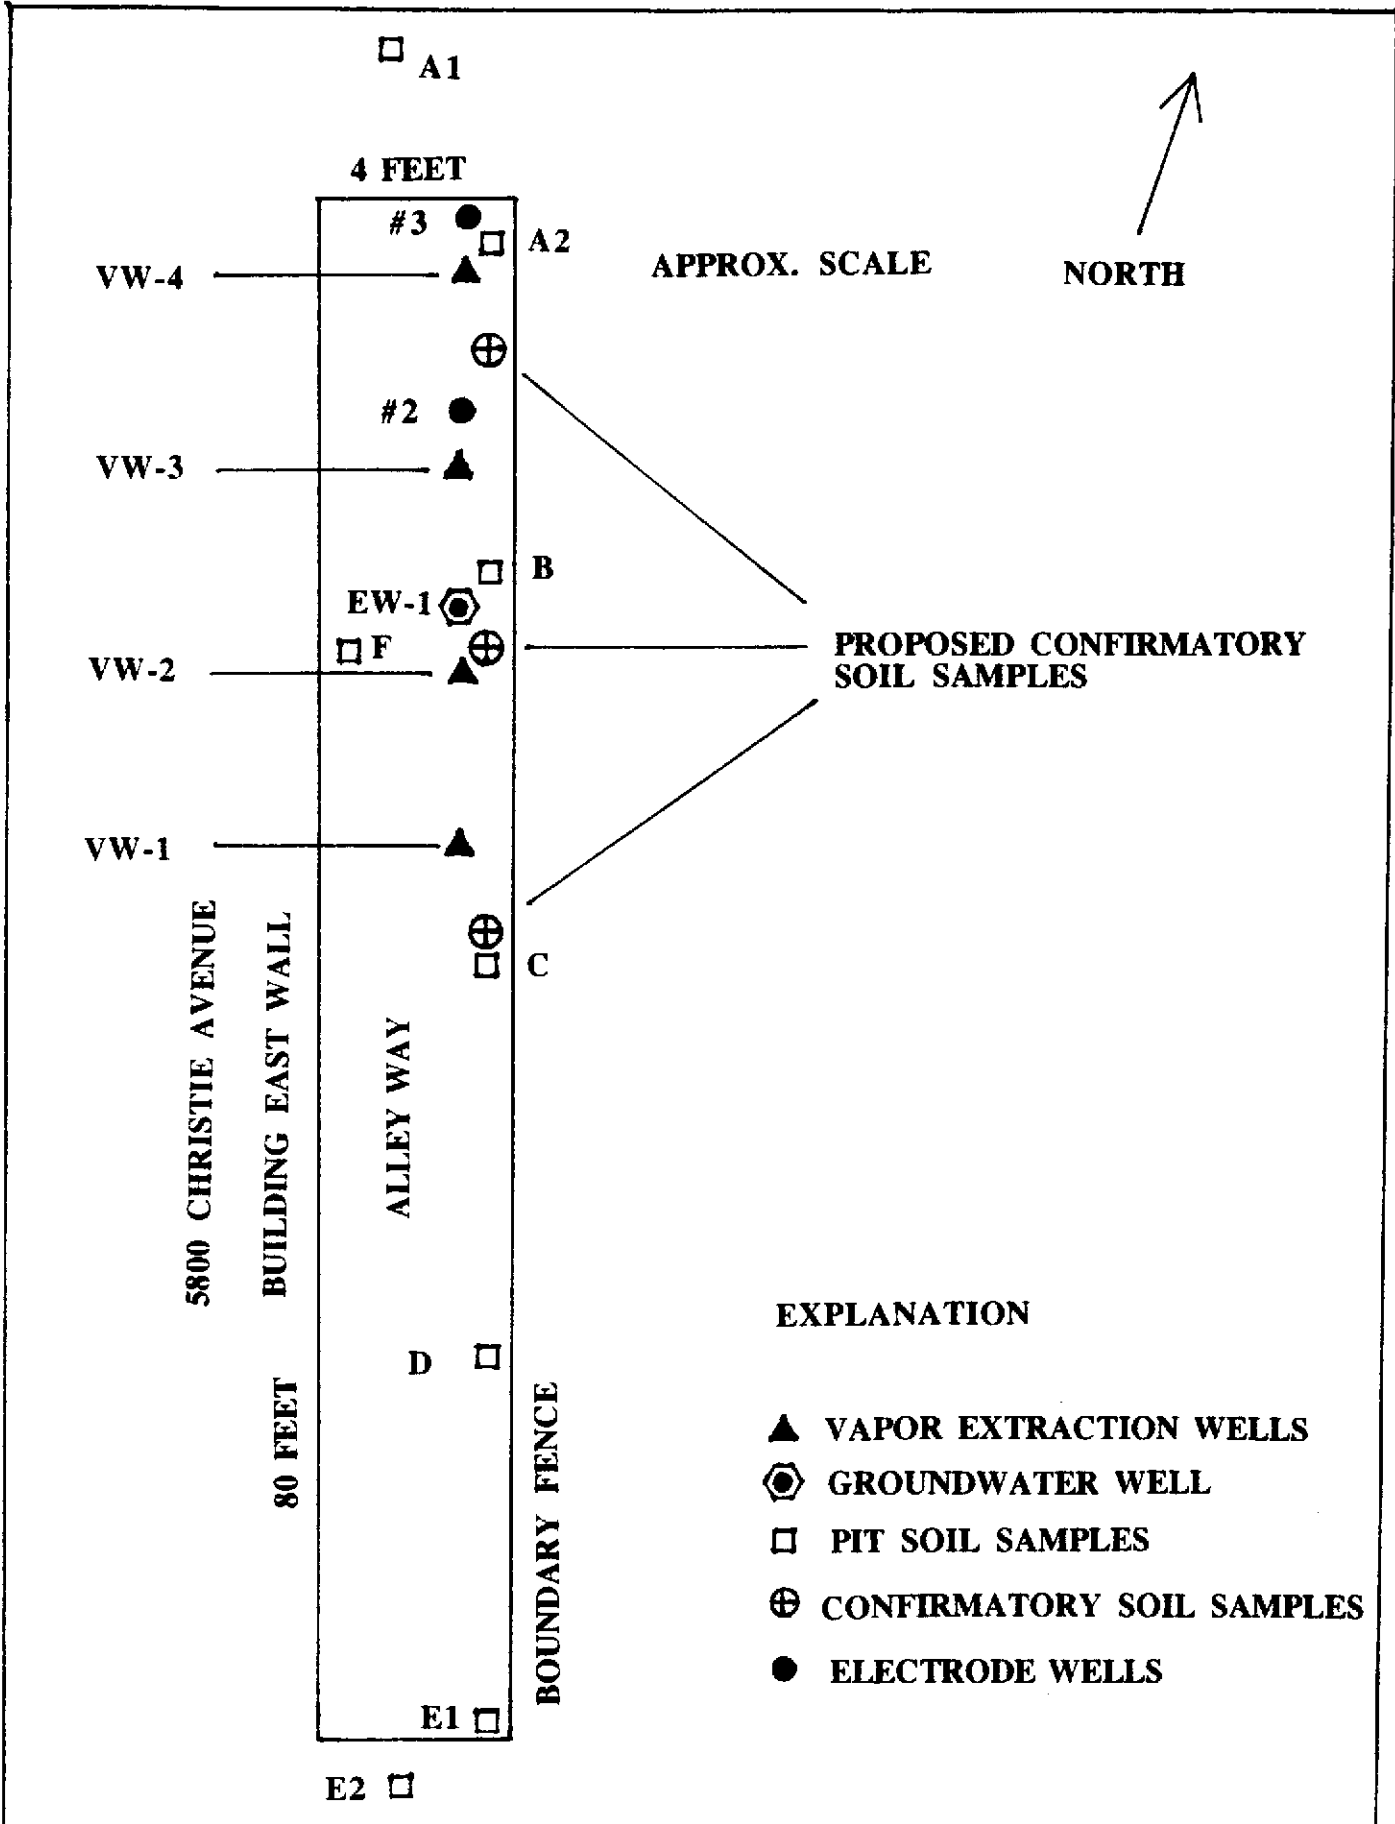 A1
4 FEET
#3
A2
VW-4
APPROX. SCALE
NORTH
#2
VW-3
B
EW-1
F
VW-2
PROPOSED CONFIRMATORY
SOIL SAMPLES
VW-1
C
5800 CHRISTIE AVENUE
BUILDING EAST WALL
ALLEY WAY
80 FEET
D
BOUNDARY FENCE
E1
E2
EXPLANATION
VAPOR EXTRACTION WELLS
GROUNDWATER WELL
PIT SOIL SAMPLES
CONFIRMATORY SOIL SAMPLES
ELECTRODE WELLS